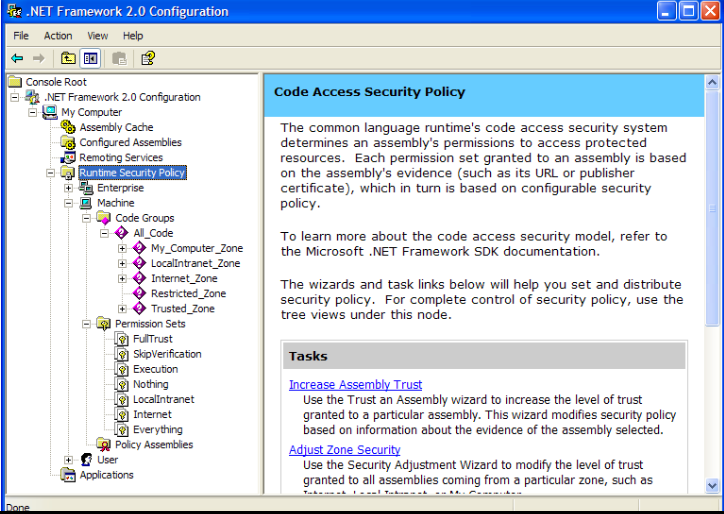 .NET Framework 2.0 Configuration
File Action View Help
Console Root
.NET Framework 2.0 Configuration
My Computer
Assembly Cache
Configured Assemblies
Remoting Services
Runtime Security Policy
Enterprise
Machine
Code Groups
All_Code
My_Computer_Zone
LocalIntranet_Zone
Internet_Zone
Restricted_Zone
Trusted_Zone
Permission Sets
FullTrust
SkipVerification
Execution
Nothing
LocalIntranet
Internet
Everything
Policy Assemblies
User
Applications
Code Access Security Policy
The common language runtime's code access security system
determines an assembly's permissions to access protected
resources. Each permission set granted to an assembly is based
on the assembly's evidence (such as its URL or publisher
certificate), which in turn is based on configurable security
policy.
To learn more about the code access security model, refer to
the Microsoft .NET Framework SDK documentation.
The wizards and task links below will help you set and distribute
security policy. For complete control of security policy, use the
tree views under this node.
Tasks
Increase Assembly Trust
Use the Trust an Assembly wizard to increase the level of trust
granted to a particular assembly. This wizard modifies security policy
based on information about the evidence of the assembly selected.
Adjust Zone Security
Use the Security Adjustment Wizard to modify the level of trust
granted to all assemblies coming from a particular zone, such as
Internet, Local Intranet, or My Computer.
Done